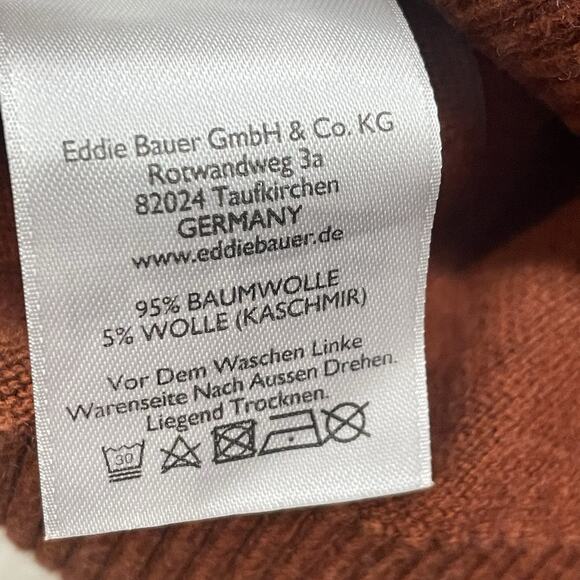 Eddie Bauer GmbH & Co. KG
Rotwandweg 3a
82024 Taufkirchen
GERMANY
www.eddiebauer.de
95% BAUMWOLLE
5% WOLLE (KASCHMIR)
Vor Dem Waschen Linke
Warenseite Nach Aussen Drehen.
Liegend Trocknen.
30